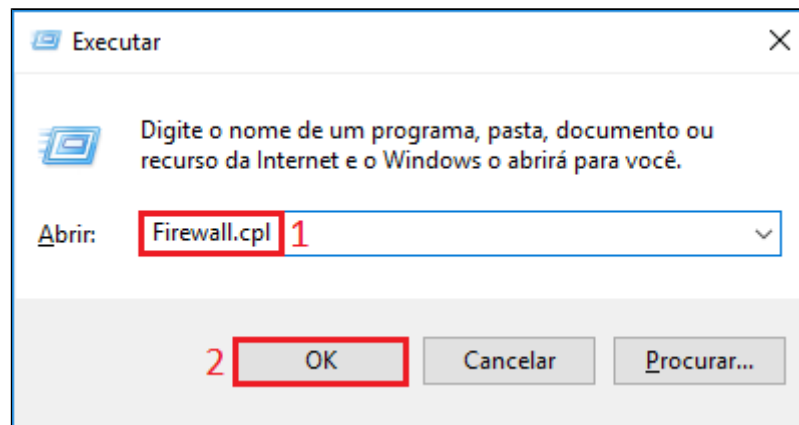 Executar
Digite o nome de um programa, pasta, documento ou
recurso da Internet e o Windows o abrirá para você.
Abrir: Firewall.cpl 1
2 OK Cancelar Procurar...